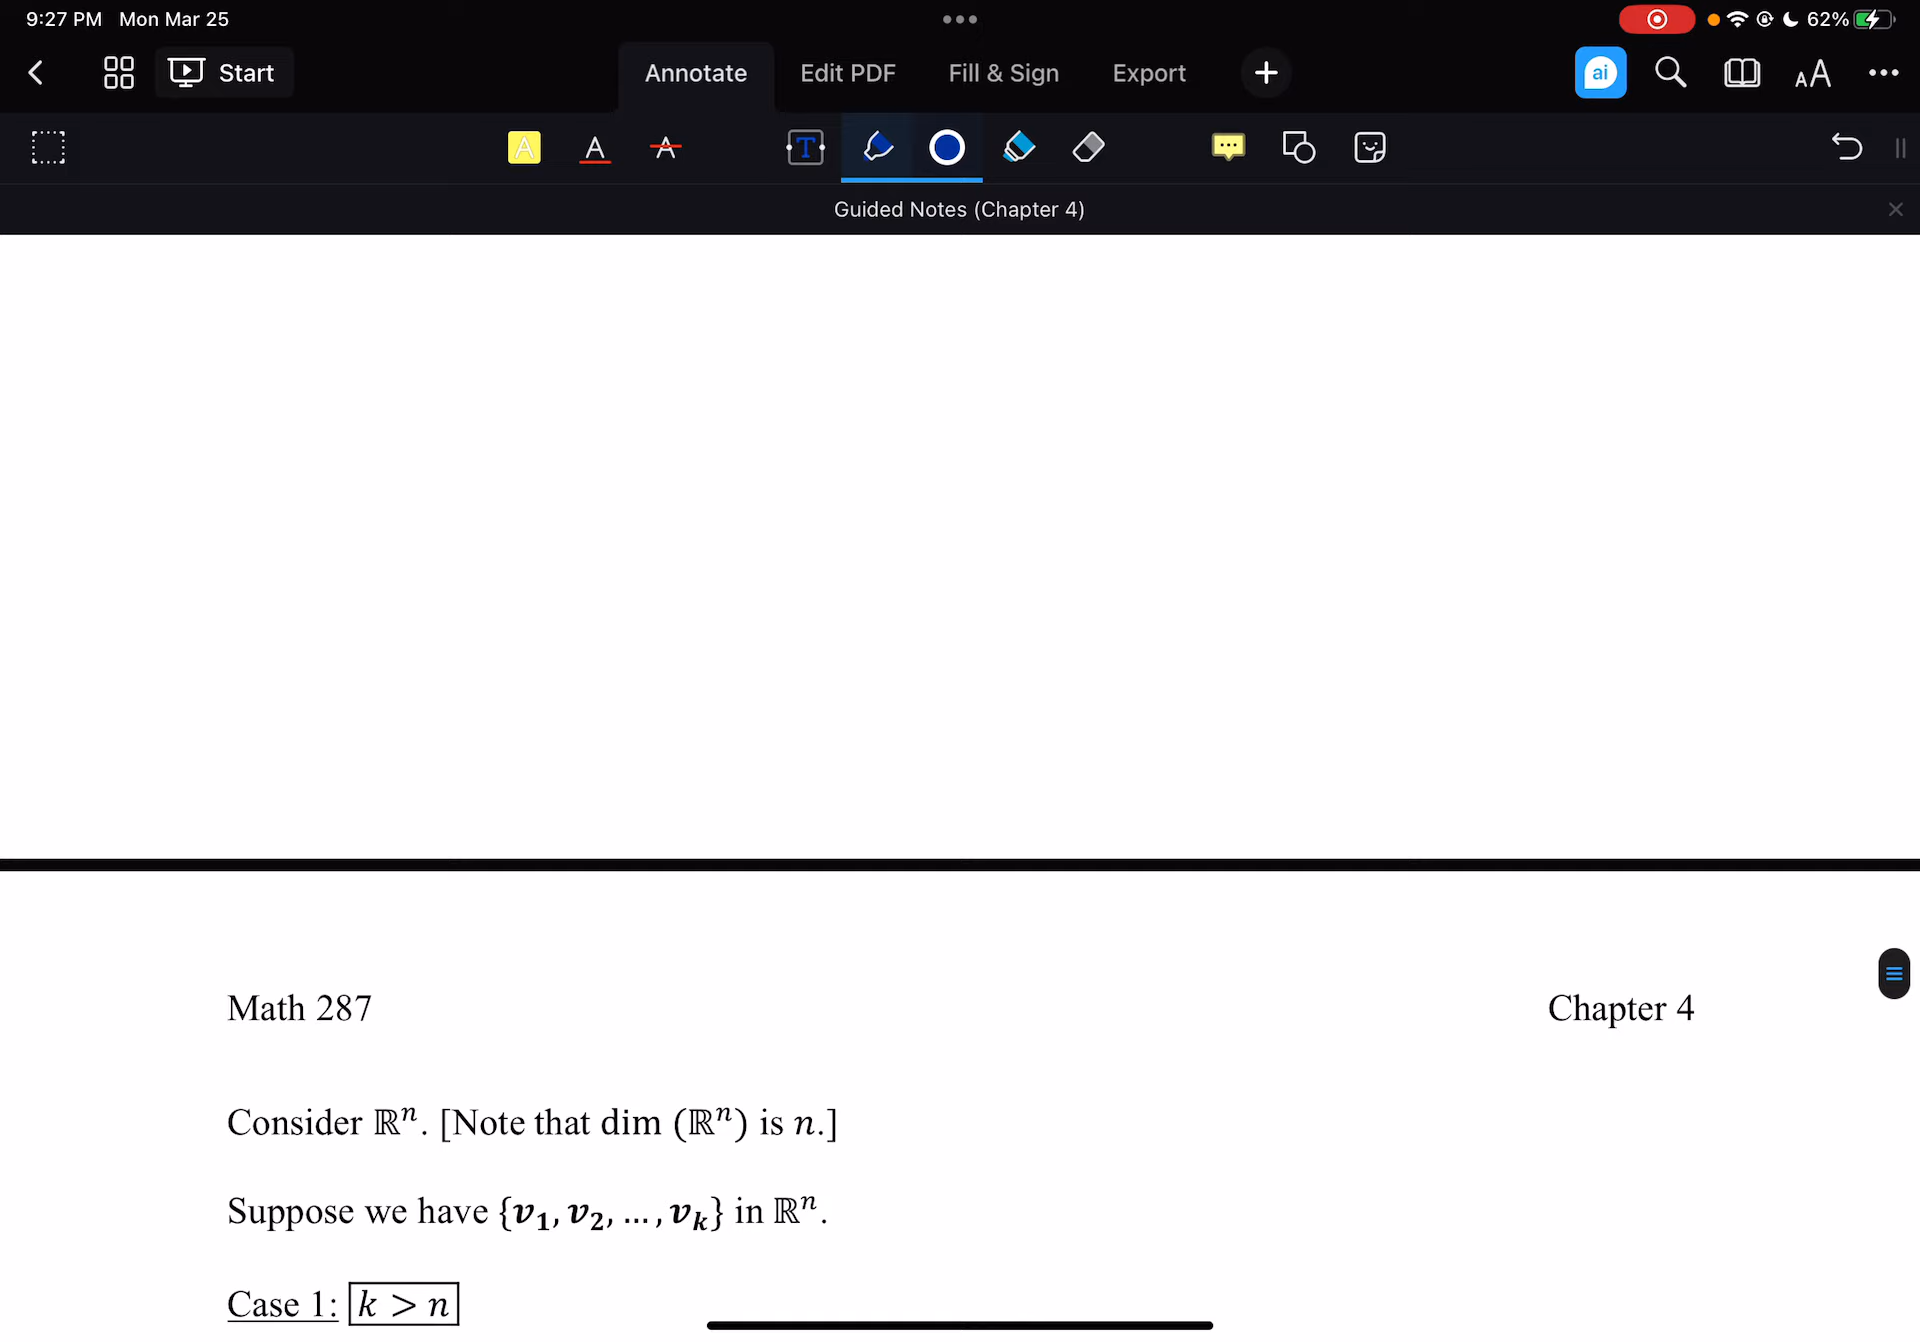 9:27 PM Mon Mar 25
62%
Start
Annotate
Edit PDF
Fill & Sign
Export
ai
AA
A
A
A
T
Guided Notes (Chapter 4)
Math 287
Chapter 4
Consider ℝⁿ. [Note that dim (ℝⁿ) is n.]
Suppose we have {v₁, v₂, … , vₖ} in ℝⁿ.
Case 1: k > n